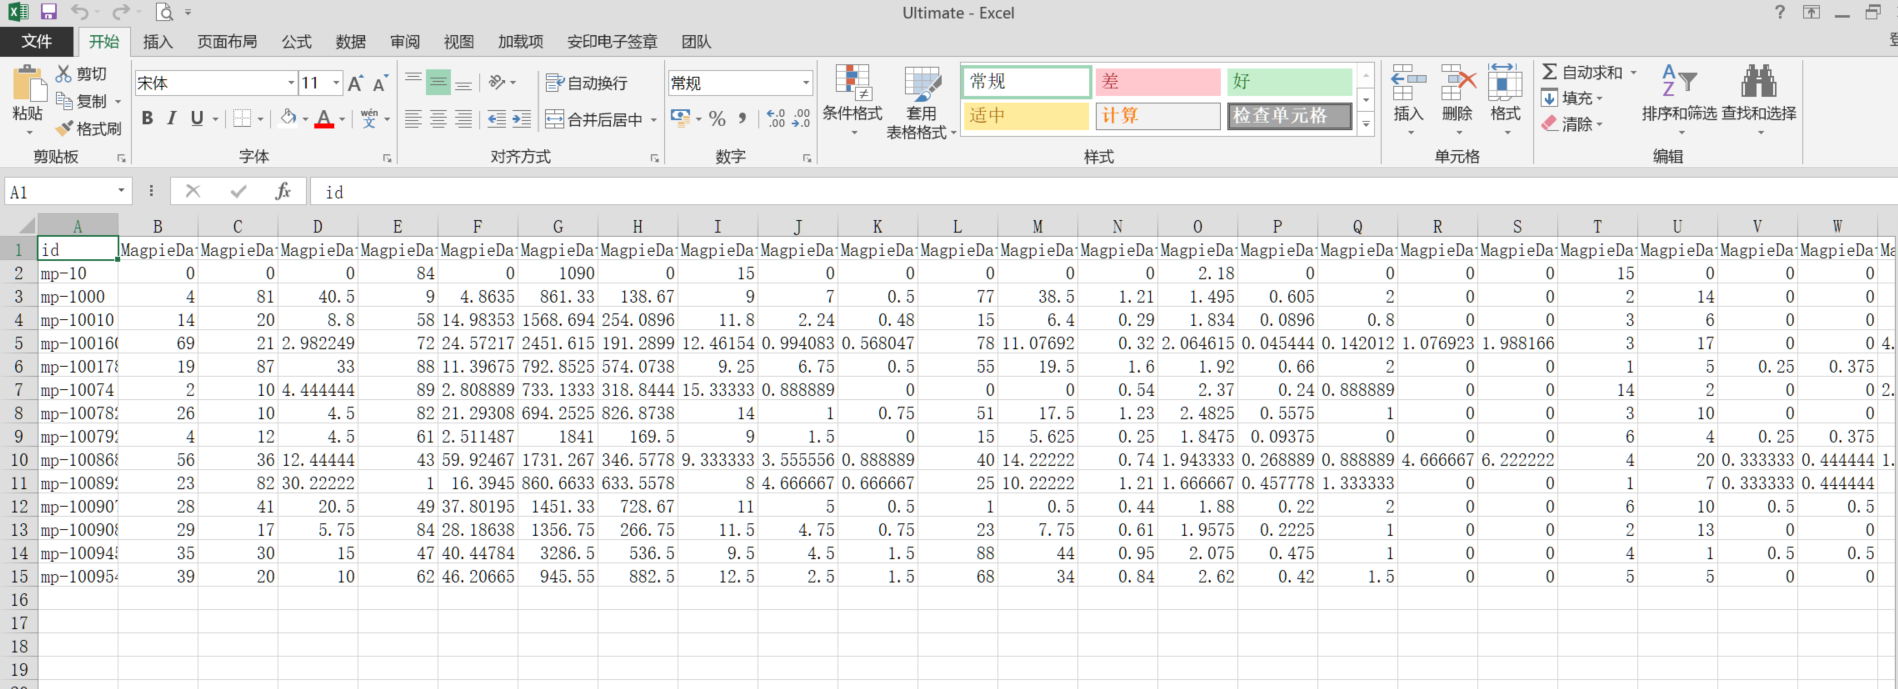 Ultimate - Excel
文件 开始 插入 页面布局 公式 数据 审阅 视图 加载项 安印电子签章 团队
粘贴 剪切 复制 格式刷 剪贴板
宋体 11 A A B I U A wén 文 字体
自动换行 合并后居中 对齐方式
常规 % 数字
条件格式 套用 表格格式 常规 差 好 适中 计算 检查单元格 样式
插入 删除 格式 单元格
自动求和 填充 清除 排序和筛选 查找和选择 编辑
A1 fx id
A B C D E F G H I J K L M N O P Q R S T U V W
1 id MagpieDa MagpieDa MagpieDa MagpieDa MagpieDa MagpieDa MagpieDa MagpieDa MagpieDa MagpieDa MagpieDa MagpieDa MagpieDa MagpieDa MagpieDa MagpieDa MagpieDa MagpieDa MagpieDa MagpieDa MagpieDa MagpieDa Ma
2 mp-10 0 0 0 84 0 1090 0 15 0 0 0 0 0 2.18 0 0 0 0 15 0 0 0
3 mp-1000 4 81 40.5 9 4.8635 861.33 138.67 9 7 0.5 77 38.5 1.21 1.495 0.605 2 0 0 2 14 0 0
4 mp-10010 14 20 8.8 58 14.98353 1568.694 254.0896 11.8 2.24 0.48 15 6.4 0.29 1.834 0.0896 0.8 0 0 3 6 0 0
5 mp-100160 69 21 2.982249 72 24.57217 2451.615 191.2899 12.46154 0.994083 0.568047 78 11.07692 0.32 2.064615 0.045444 0.142012 1.076923 1.988166 3 17 0 0 4.
6 mp-100178 19 87 33 88 11.39675 792.8525 574.0738 9.25 6.75 0.5 55 19.5 1.6 1.92 0.66 2 0 0 1 5 0.25 0.375
7 mp-10074 2 10 4.444444 89 2.808889 733.1333 318.8444 15.33333 0.888889 0 0 0 0.54 2.37 0.24 0.888889 0 0 14 2 0 0 2.
8 mp-100782 26 10 4.5 82 21.29308 694.2525 826.8738 14 1 0.75 51 17.5 1.23 2.4825 0.5575 1 0 0 3 10 0 0
9 mp-100792 4 12 4.5 61 2.511487 1841 169.5 9 1.5 0 15 5.625 0.25 1.8475 0.09375 0 0 0 6 4 0.25 0.375
10 mp-100868 56 36 12.44444 43 59.92467 1731.267 346.5778 9.333333 3.555556 0.888889 40 14.22222 0.74 1.943333 0.268889 0.888889 4.666667 6.222222 4 20 0.333333 0.444444 1.
11 mp-100892 23 82 30.22222 1 16.3945 860.6633 633.5578 8 4.666667 0.666667 25 10.22222 1.21 1.666667 0.457778 1.333333 0 0 1 7 0.333333 0.444444
12 mp-100907 28 41 20.5 49 37.80195 1451.33 728.67 11 5 0.5 1 0.5 0.44 1.88 0.22 2 0 0 6 10 0.5 0.5
13 mp-100908 29 17 5.75 84 28.18638 1356.75 266.75 11.5 4.75 0.75 23 7.75 0.61 1.9575 0.2225 1 0 0 2 13 0 0
14 mp-100945 35 30 15 47 40.44784 3286.5 536.5 9.5 4.5 1.5 88 44 0.95 2.075 0.475 1 0 0 4 1 0.5 0.5
15 mp-100954 39 20 10 62 46.20665 945.55 882.5 12.5 2.5 1.5 68 34 0.84 2.62 0.42 1.5 0 0 5 5 0 0
16
17
18
19